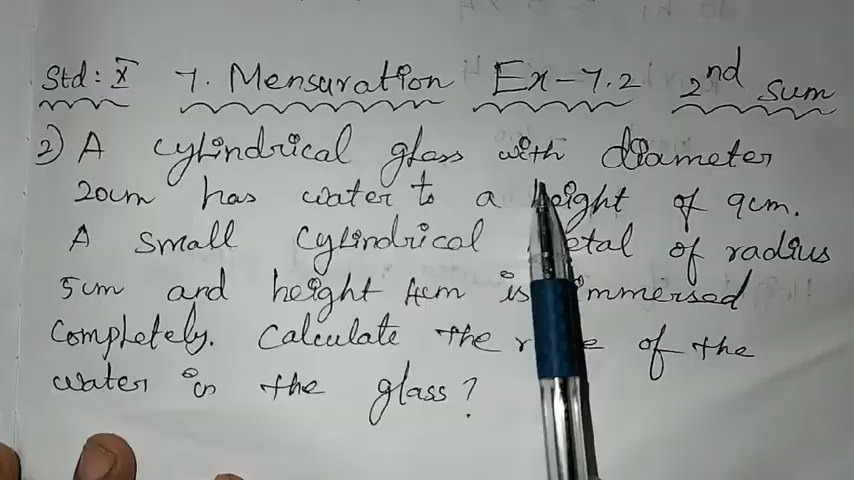 Std: X 7. Mensuration Ex-7.2 2nd sum
2) A cylindrical glass with diameter
20cm has water to a height of 9cm.
A small cylindrical metal of radius
5cm and height 4cm is immersed
completely. Calculate the of the
water in the glass?